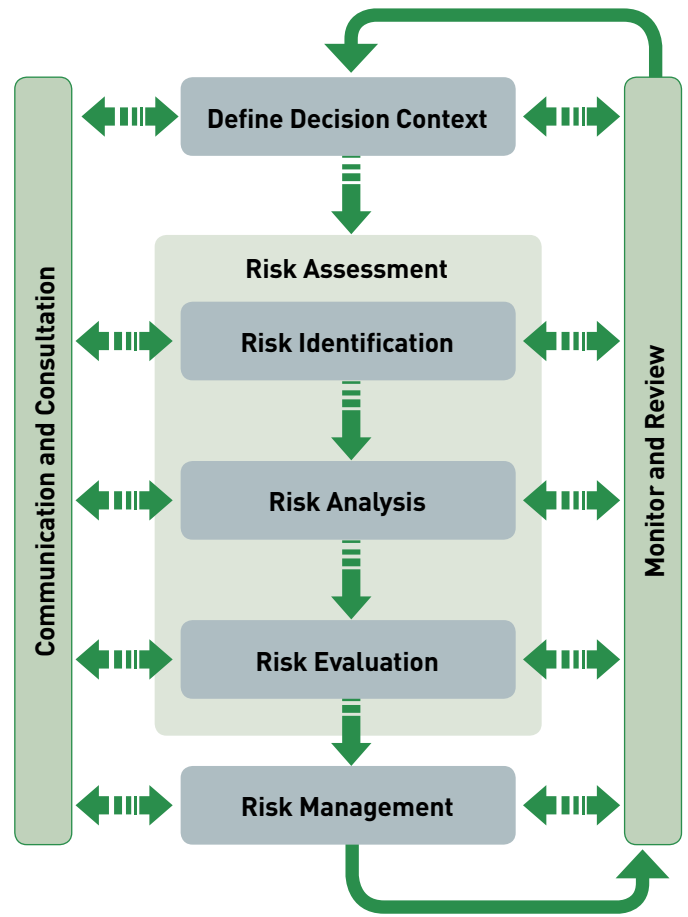 Define Decision Context
Risk Assessment
Risk Identification
Risk Analysis
Risk Evaluation
Risk Management
Communication and Consultation
Monitor and Review